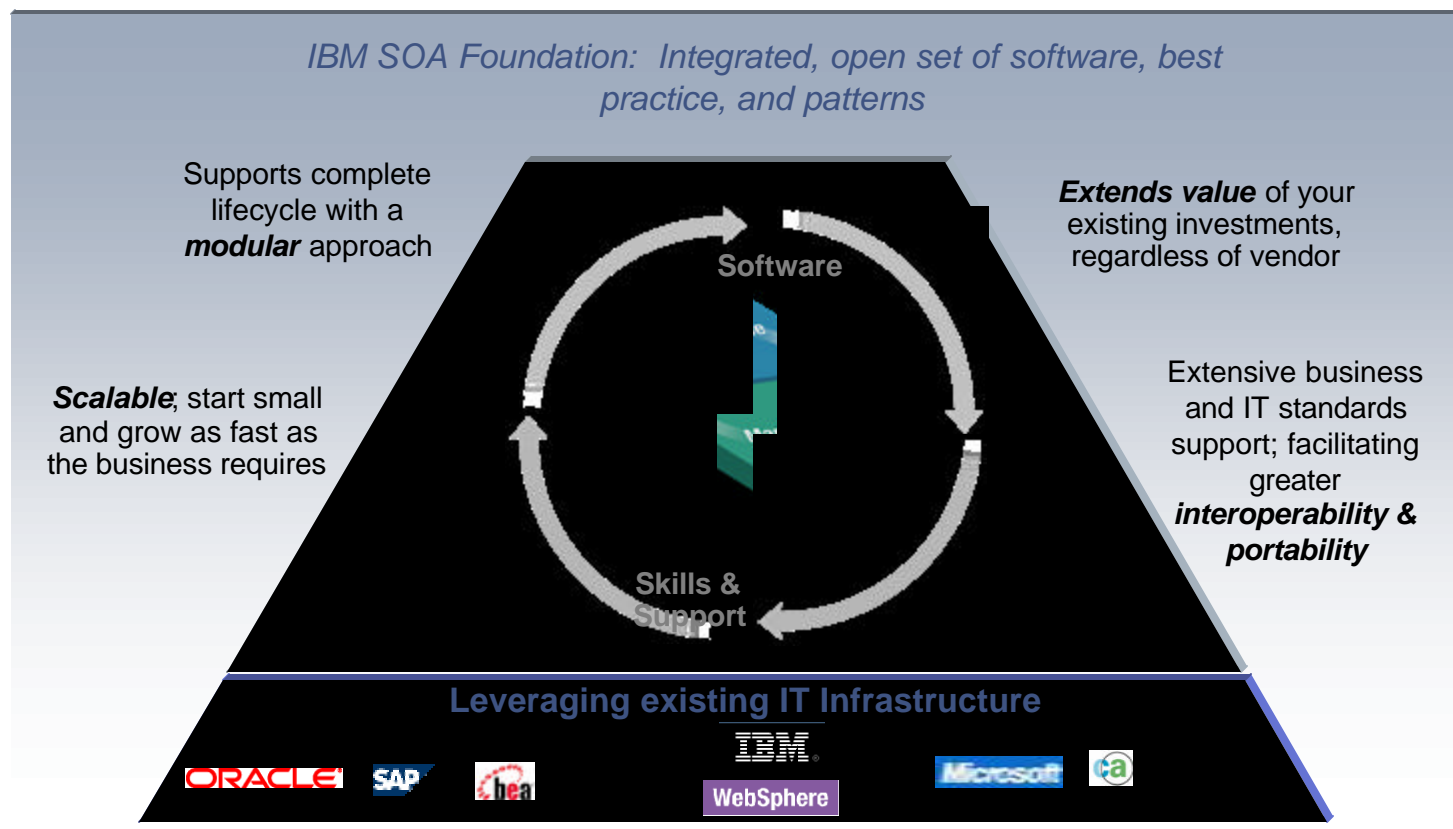 IBM SOA Foundation: Integrated, open set of software, best
practice, and patterns
Supports complete
lifecycle with a
modular approach
Extends value of your
existing investments,
regardless of vendor
Software
Scalable; start small
and grow as fast as
the business requires
Extensive business
and IT standards
support; facilitating
greater
interoperability &
portability
Skills &
Support
Leveraging existing IT Infrastructure
IBM®
ORACLE
SAP
bea
WebSphere
Microsoft
ca